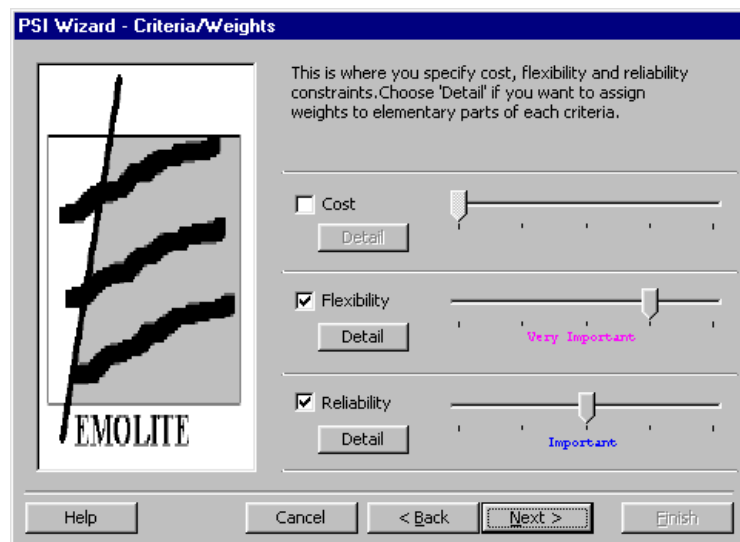 PSI Wizard - Criteria/Weights
This is where you specify cost, flexibility and reliability
constraints.Choose 'Detail' if you want to assign
weights to elementary parts of each criteria.
Cost
Detail
Flexibility
Detail
Very Important
Reliability
Detail
Important
EMOLITE
Help
Cancel
< Back
Next >
Finish